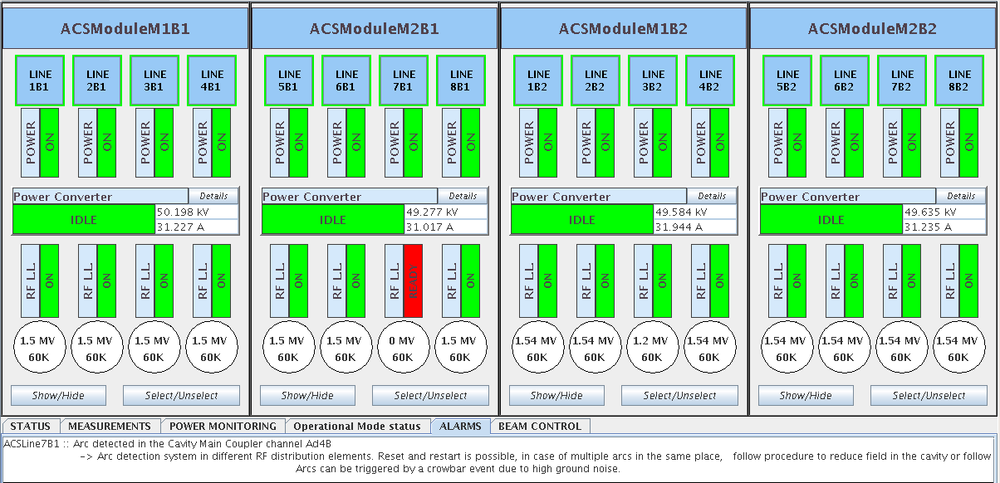 ACSModuleM1B1 ACSModuleM2B1 ACSModuleM1B2 ACSModuleM2B2
LINE LINE LINE LINE LINE LINE LINE LINE LINE LINE LINE LINE LINE LINE LINE LINE
1B1 2B1 3B1 4B1 5B1 6B1 7B1 8B1 1B2 2B2 3B2 4B2 5B2 6B2 7B2 8B2
POWER ON POWER ON POWER ON POWER ON POWER ON POWER ON POWER ON POWER ON POWER ON POWER ON POWER ON POWER ON POWER ON POWER ON POWER ON POWER ON
Power Converter Details Power Converter Details Power Converter Details Power Converter Details
IDLE 50.198 kV IDLE 49.277 kV IDLE 49.584 kV IDLE 49.635 kV
31.227 A 31.017 A 31.944 A 31.235 A
RF LL ON RF LL ON RF LL ON RF LL ON RF LL ON RF LL ON RF LL RF LL ON RF LL ON RF LL ON RF LL ON RF LL ON RF LL ON RF LL ON RF LL ON RF LL ON
1.5 MV 1.5 MV 1.5 MV 1.5 MV 1.5 MV 1.5 MV 0 MV 1.5 MV 1.54 MV 1.54 MV 1.2 MV 1.54 MV 1.54 MV 1.54 MV 1.54 MV 1.54 MV
60K 60K 60K 60K 60K 60K 60K 60K 60K 60K 60K 60K 60K 60K 60K 60K
Show/Hide Select/Unselect Show/Hide Select/Unselect Show/Hide Select/Unselect Show/Hide Select/Unselect
STATUS MEASUREMENTS POWER MONITORING Operational Mode status ALARMS BEAM CONTROL
ACSLine7B1 :: Arc detected in the Cavity Main Coupler channel Ad4B
-> Arc detection system in different RF distribution elements. Reset and restart is possible, in case of multiple arcs in the same place, follow procedure to reduce field in the cavity or follow
Arcs can be triggered by a crowbar event due to high ground noise.